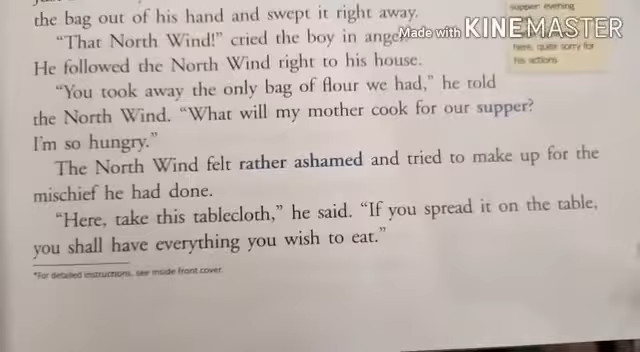 the bag out of his hand and swept it right away.
"That North Wind!" cried the boy in anger.
He followed the North Wind right to his house.
"You took away the only bag of flour we had," he told
the North Wind. "What will my mother cook for our supper?
I'm so hungry."
The North Wind felt rather ashamed and tried to make up for the
mischief he had done.
"Here, take this tablecloth," he said. "If you spread it on the table,
you shall have everything you wish to eat."
*For detailed instructions, see inside front cover.
supper: evening
Made with KINEMASTER
here, quite sorry for
his actions